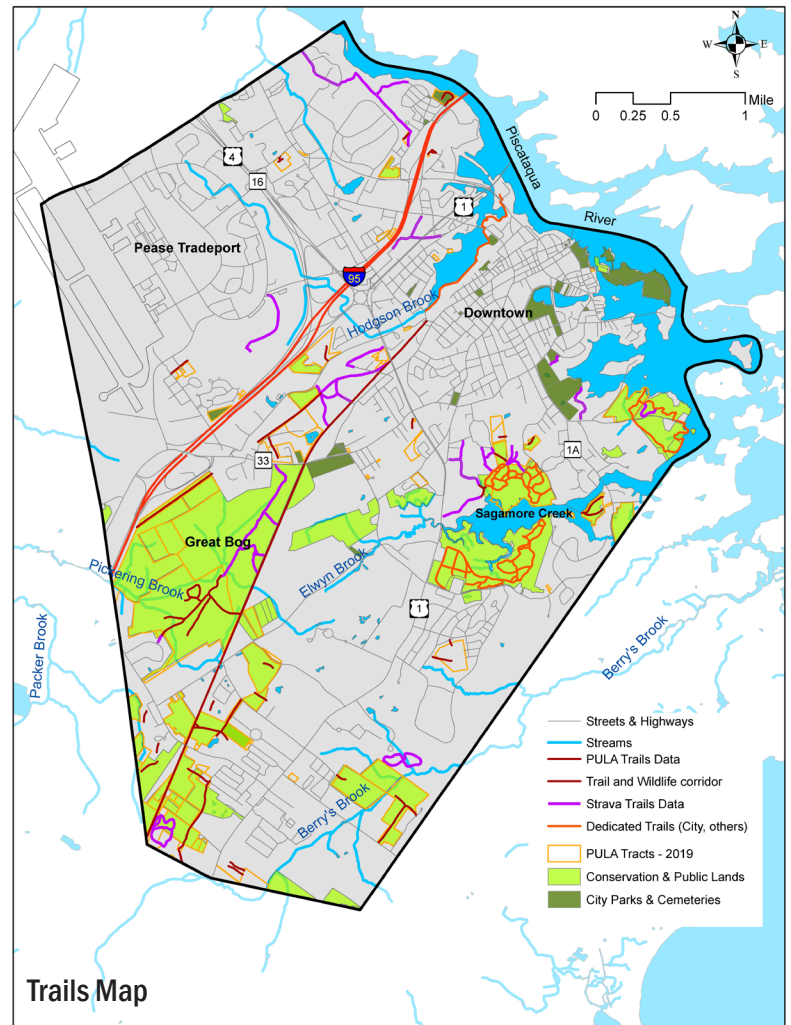 N
W E
S
0 0.25 0.5 1 Mile
Piscataqua
River
4
16
1
Pease Tradeport
95
Hodgson Brook
Downtown
1A
33
Sagamore Creek
Great Bog
Pickering Brook
Elwyn Brook
1
Packer Brook
Berry's Brook
Berry's Brook
Streets & Highways
Streams
PULA Trails Data
Trail and Wildlife corridor
Strava Trails Data
Dedicated Trails (City, others)
PULA Tracts - 2019
Conservation & Public Lands
City Parks & Cemeteries
Trails Map